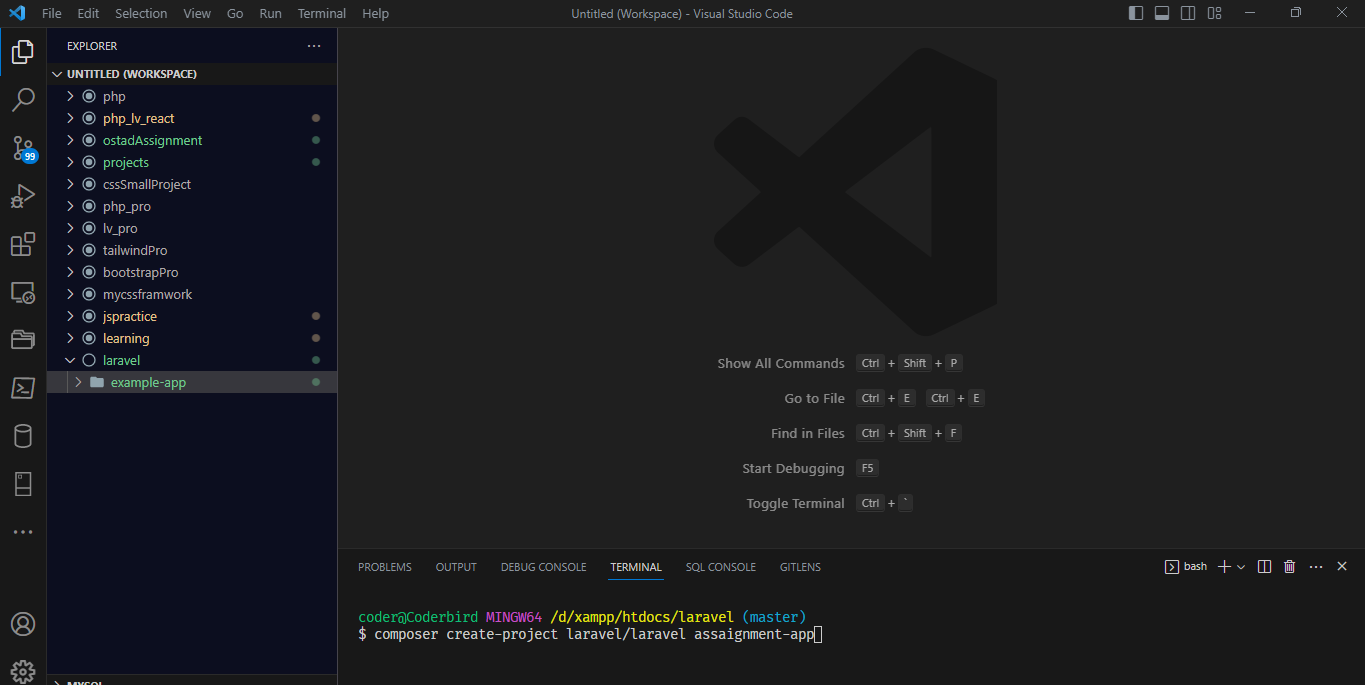 File Edit Selection View Go Run Terminal Help Untitled (Workspace) - Visual Studio Code
EXPLORER
UNTITLED (WORKSPACE)
php
php_lv_react
ostadAssignment
projects
99
cssSmallProject
php_pro
lv_pro
tailwindPro
bootstrapPro
mycssframwork
jspractice
learning
laravel
example-app
MYSQL
Show All Commands Ctrl + Shift + P
Go to File Ctrl + E Ctrl + E
Find in Files Ctrl + Shift + F
Start Debugging F5
Toggle Terminal Ctrl + `
PROBLEMS OUTPUT DEBUG CONSOLE TERMINAL SQL CONSOLE GITLENS bash
coder@Coderbird MINGW64 /d/xampp/htdocs/laravel (master)
$ composer create-project laravel/laravel assaignment-app